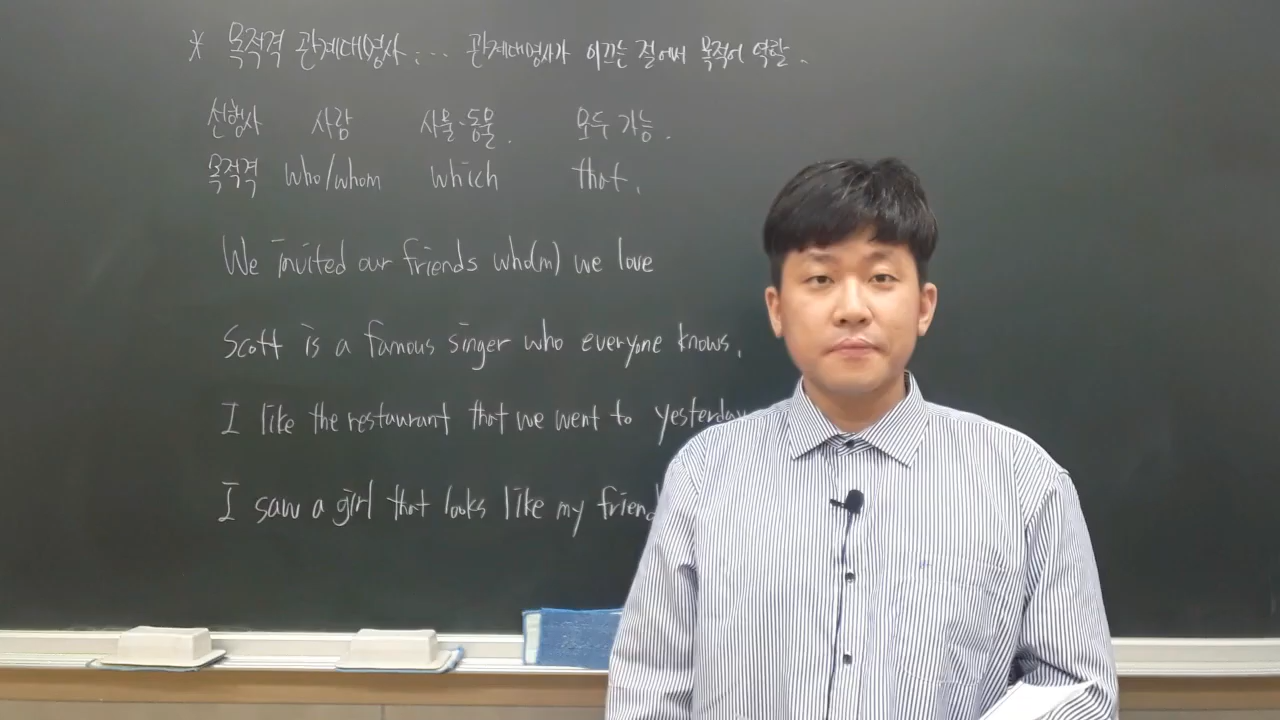 * 목적격 관계대명사 : … 관계대명사가 이끄는 절에서 목적어 역할.
선행사 사람 사물·동물. 모두 가능.
목적격 who/whom which that.
We invited our friends who(m) we love
Scott is a famous singer who everyone knows.
I like the restaurant that we went to yesterday
I saw a girl that looks like my friend